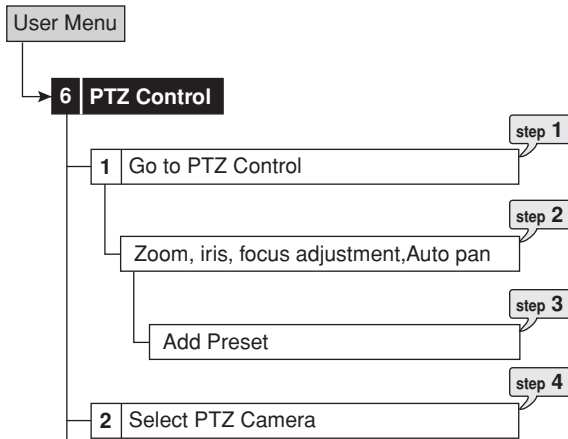 User Menu
6 PTZ Control
step 1
1 Go to PTZ Control
step 2
Zoom, iris, focus adjustment,Auto pan
step 3
Add Preset
step 4
2 Select PTZ Camera